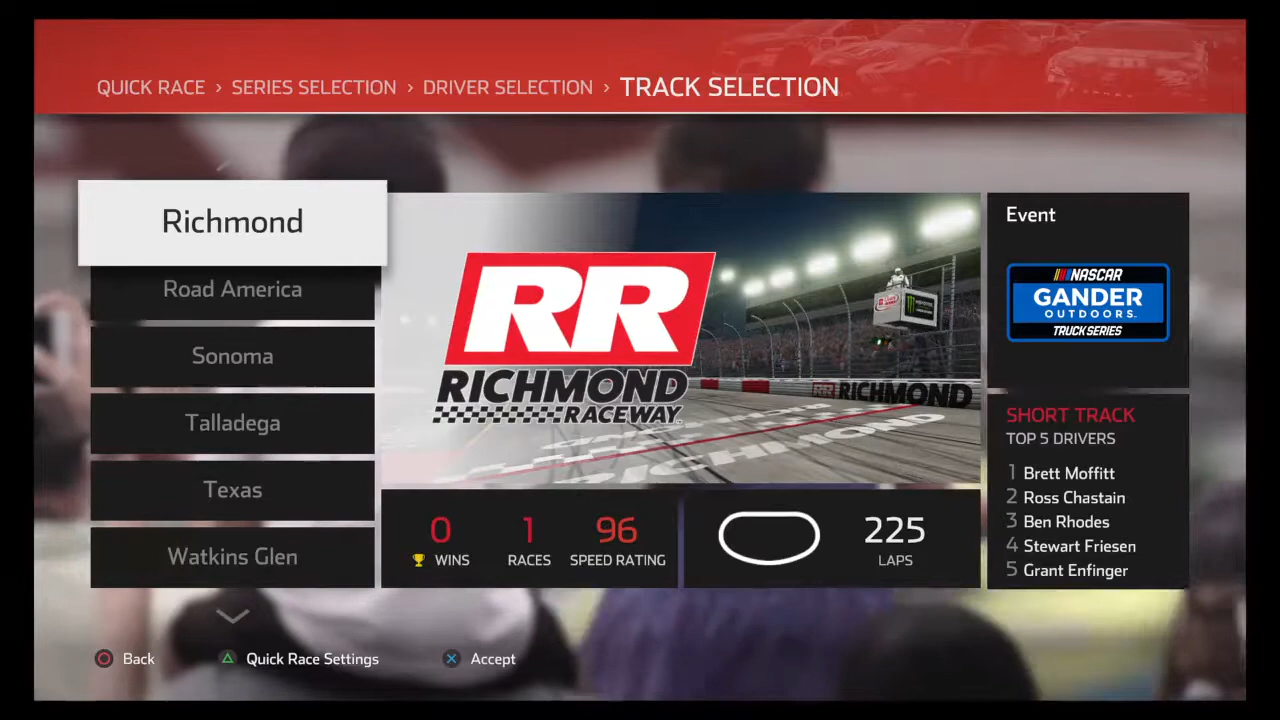 QUICK RACE › SERIES SELECTION › DRIVER SELECTION › TRACK SELECTION
Richmond
Road America
Sonoma
Talladega
Texas
Watkins Glen
RR
RICHMOND
RACEWAY
RICHMOND
RICHMOND
0 WINS
1 RACES
96 SPEED RATING
225 LAPS
Event
NASCAR
GANDER
OUTDOORS
TRUCK SERIES
SHORT TRACK
TOP 5 DRIVERS
1 Brett Moffitt
2 Ross Chastain
3 Ben Rhodes
4 Stewart Friesen
5 Grant Enfinger
Back
Quick Race Settings
Accept